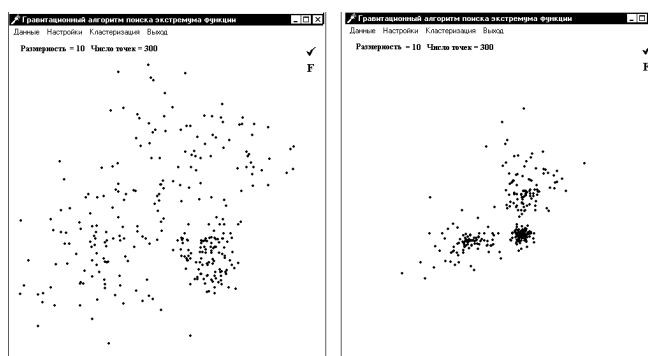 Гравитационный алгоритм поиска экстремума функции
Данные Настройки Кластеризация Выход
Размерность = 10 Число точек = 300
F
Гравитационный алгоритм поиска экстремума функции
Данные Настройки Кластеризация Выход
Размерность = 10 Число точек = 300
F